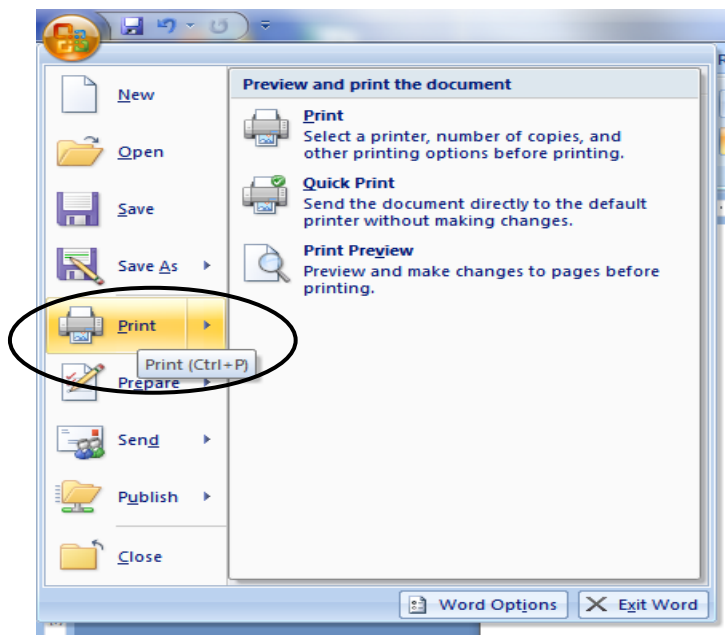 New
Open
Save
Save As
Print
Print (Ctrl+P)
Prepare
Send
Publish
Close
Preview and print the document
Print
Select a printer, number of copies, and
other printing options before printing.
Quick Print
Send the document directly to the default
printer without making changes.
Print Preview
Preview and make changes to pages before
printing.
Word Options
Exit Word